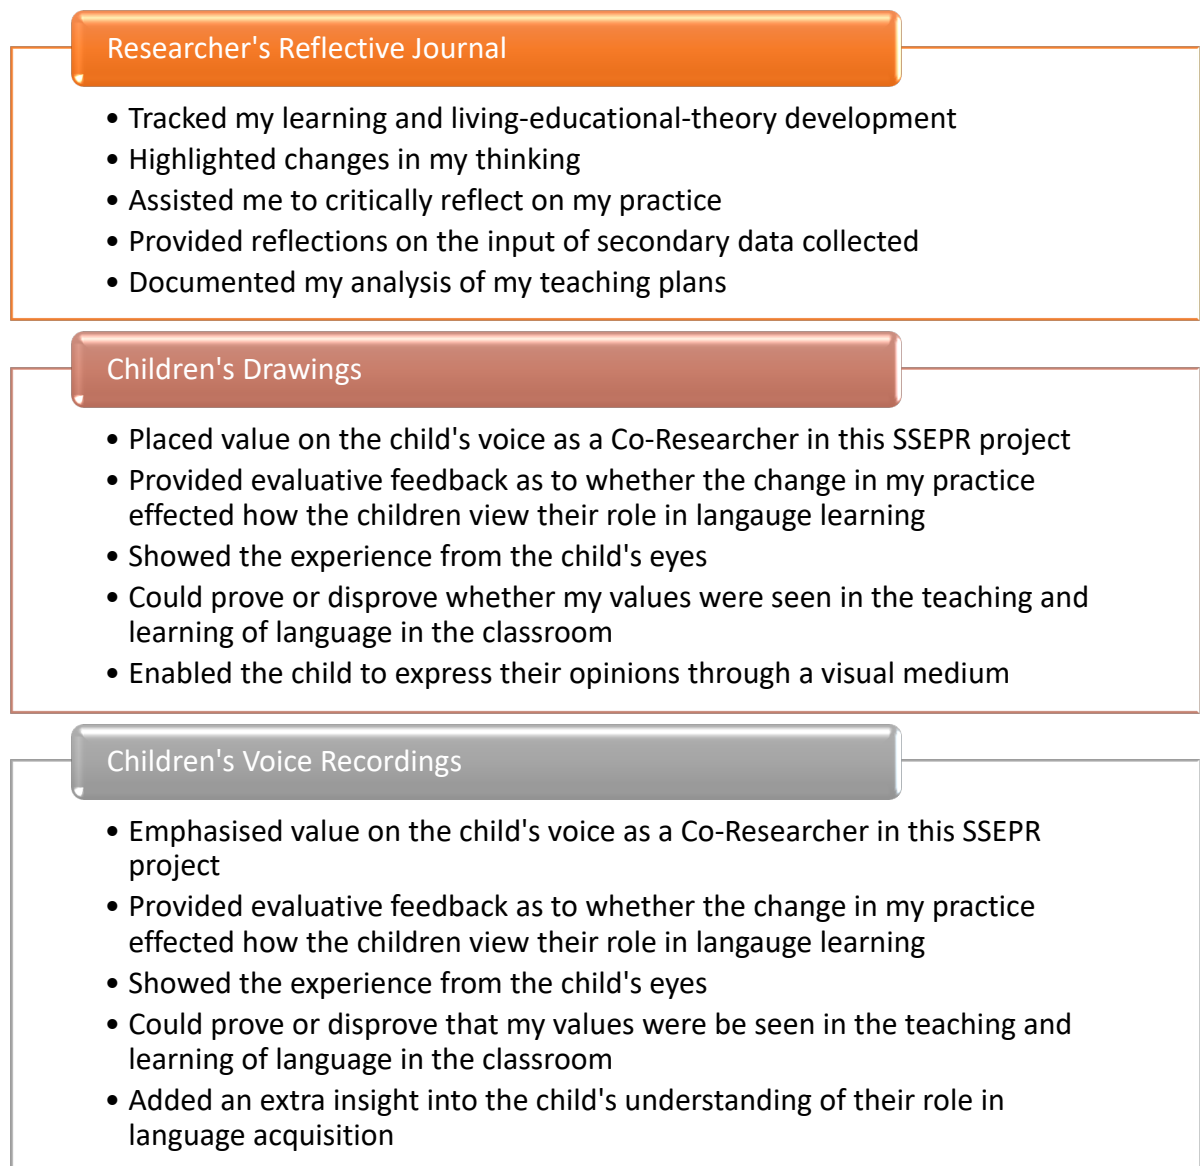 Researcher's Reflective Journal
• Tracked my learning and living-educational-theory development
• Highlighted changes in my thinking
• Assisted me to critically reflect on my practice
• Provided reflections on the input of secondary data collected
• Documented my analysis of my teaching plans
Children's Drawings
• Placed value on the child's voice as a Co-Researcher in this SSEPR project
• Provided evaluative feedback as to whether the change in my practice
effected how the children view their role in langauge learning
• Showed the experience from the child's eyes
• Could prove or disprove whether my values were seen in the teaching and
learning of language in the classroom
• Enabled the child to express their opinions through a visual medium
Children's Voice Recordings
• Emphasised value on the child's voice as a Co-Researcher in this SSEPR
project
• Provided evaluative feedback as to whether the change in my practice
effected how the children view their role in langauge learning
• Showed the experience from the child's eyes
• Could prove or disprove that my values were be seen in the teaching and
learning of language in the classroom
• Added an extra insight into the child's understanding of their role in
language acquisition